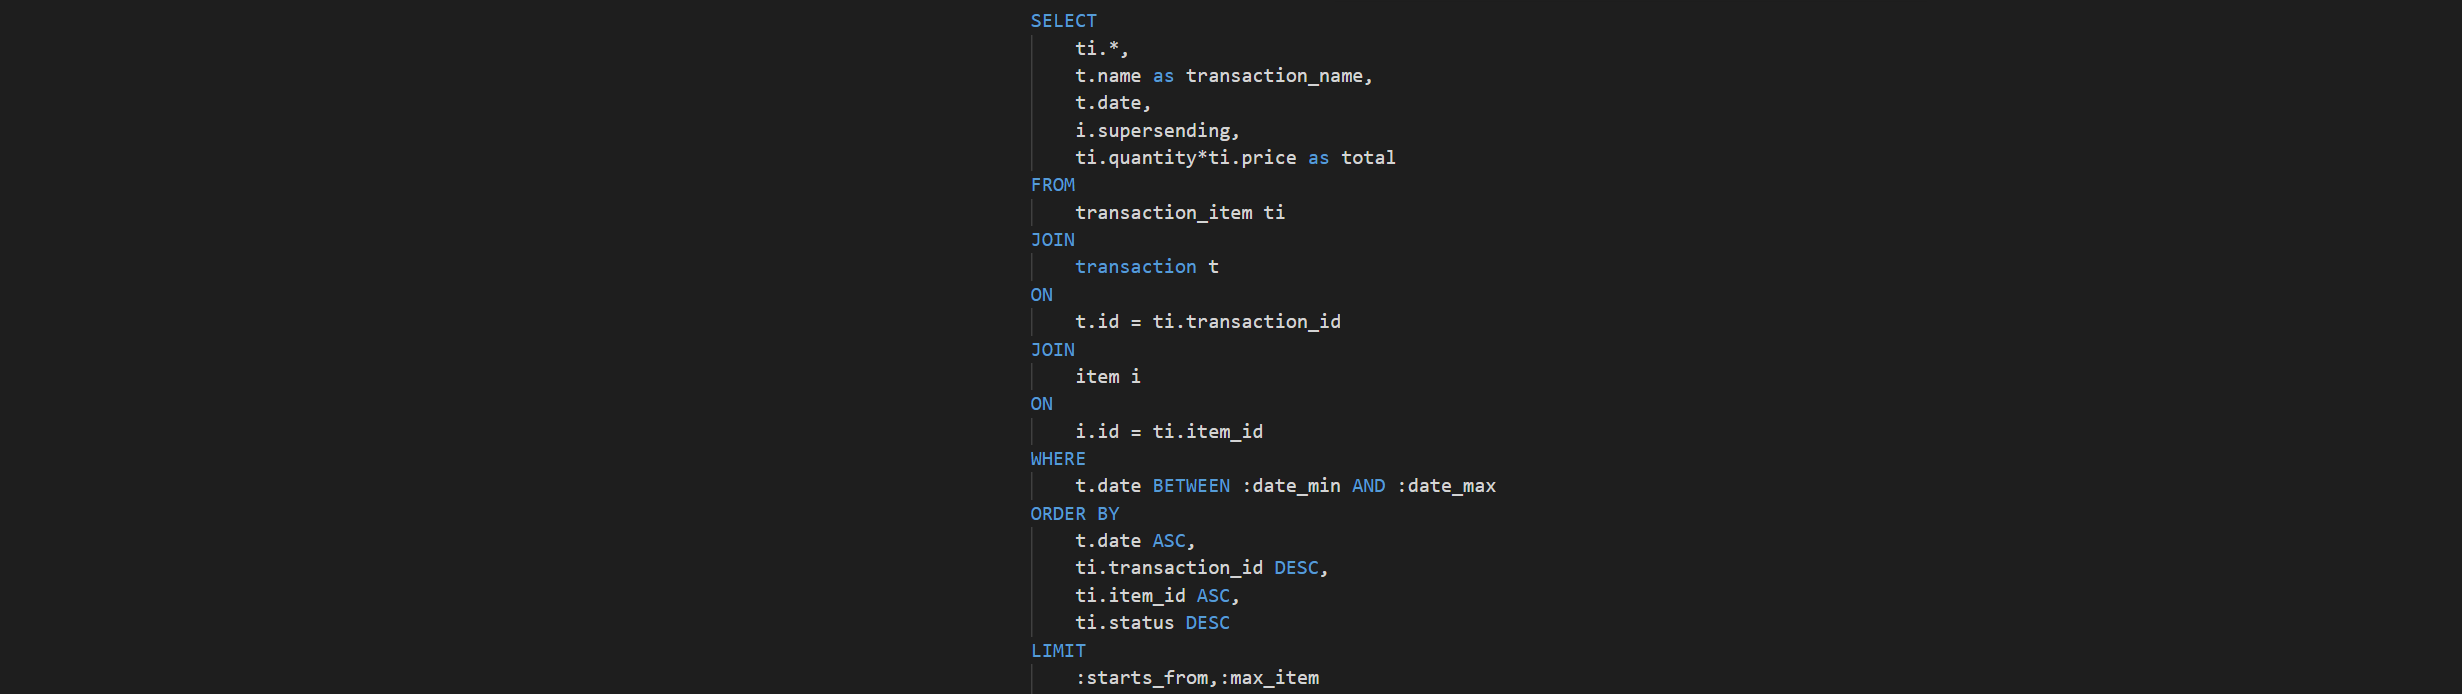 SELECT
ti.*,
t.name as transaction_name,
t.date,
i.supersending,
ti.quantity*ti.price as total
FROM
transaction_item ti
JOIN
transaction t
ON
t.id = ti.transaction_id
JOIN
item i
ON
i.id = ti.item_id
WHERE
t.date BETWEEN :date_min AND :date_max
ORDER BY
t.date ASC,
ti.transaction_id DESC,
ti.item_id ASC,
ti.status DESC
LIMIT
:starts_from,:max_item